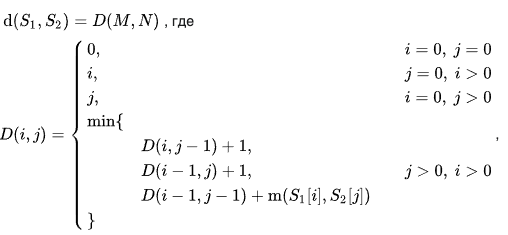 d(S₁, S₂) = D(M, N) , где
0, i = 0, j = 0
i, j = 0, i > 0
j, i = 0, j > 0
min{
D(i, j − 1) + 1,
D(i, j) = { D(i − 1, j) + 1, j > 0, i > 0 ,
D(i − 1, j − 1) + m(S₁[i], S₂[j])
}